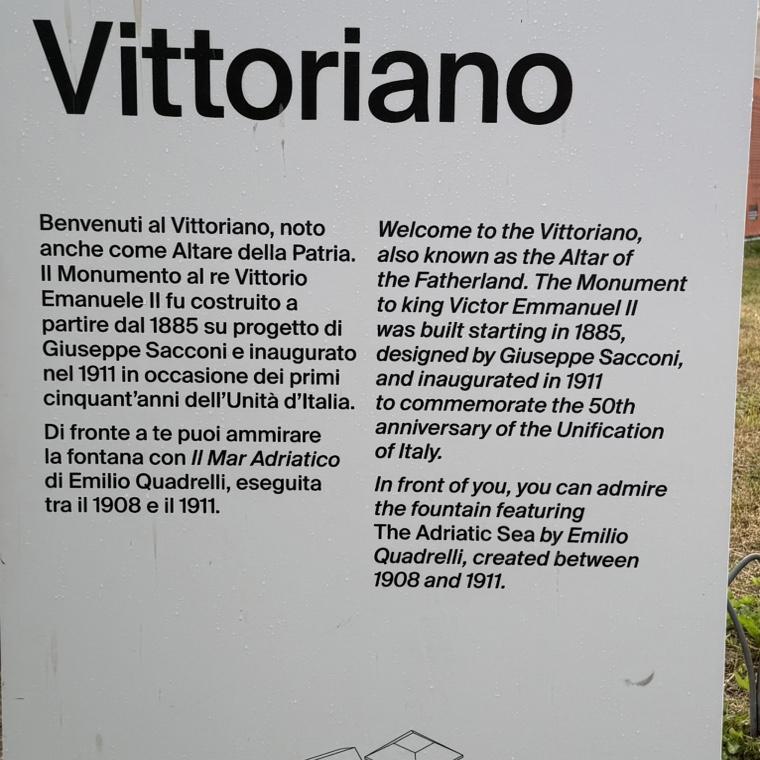 Vittoriano
Benvenuti al Vittoriano, noto
anche come Altare della Patria.
Il Monumento al re Vittorio
Emanuele II fu costruito a
partire dal 1885 su progetto di
Giuseppe Sacconi e inaugurato
nel 1911 in occasione dei primi
cinquant'anni dell'Unità d'Italia.
Di fronte a te puoi ammirare
la fontana con Il Mar Adriatico
di Emilio Quadrelli, eseguita
tra il 1908 e il 1911.
Welcome to the Vittoriano,
also known as the Altar of
the Fatherland. The Monument
to king Victor Emmanuel II
was built starting in 1885,
designed by Giuseppe Sacconi,
and inaugurated in 1911
to commemorate the 50th
anniversary of the Unification
of Italy.
In front of you, you can admire
the fountain featuring
The Adriatic Sea by Emilio
Quadrelli, created between
1908 and 1911.